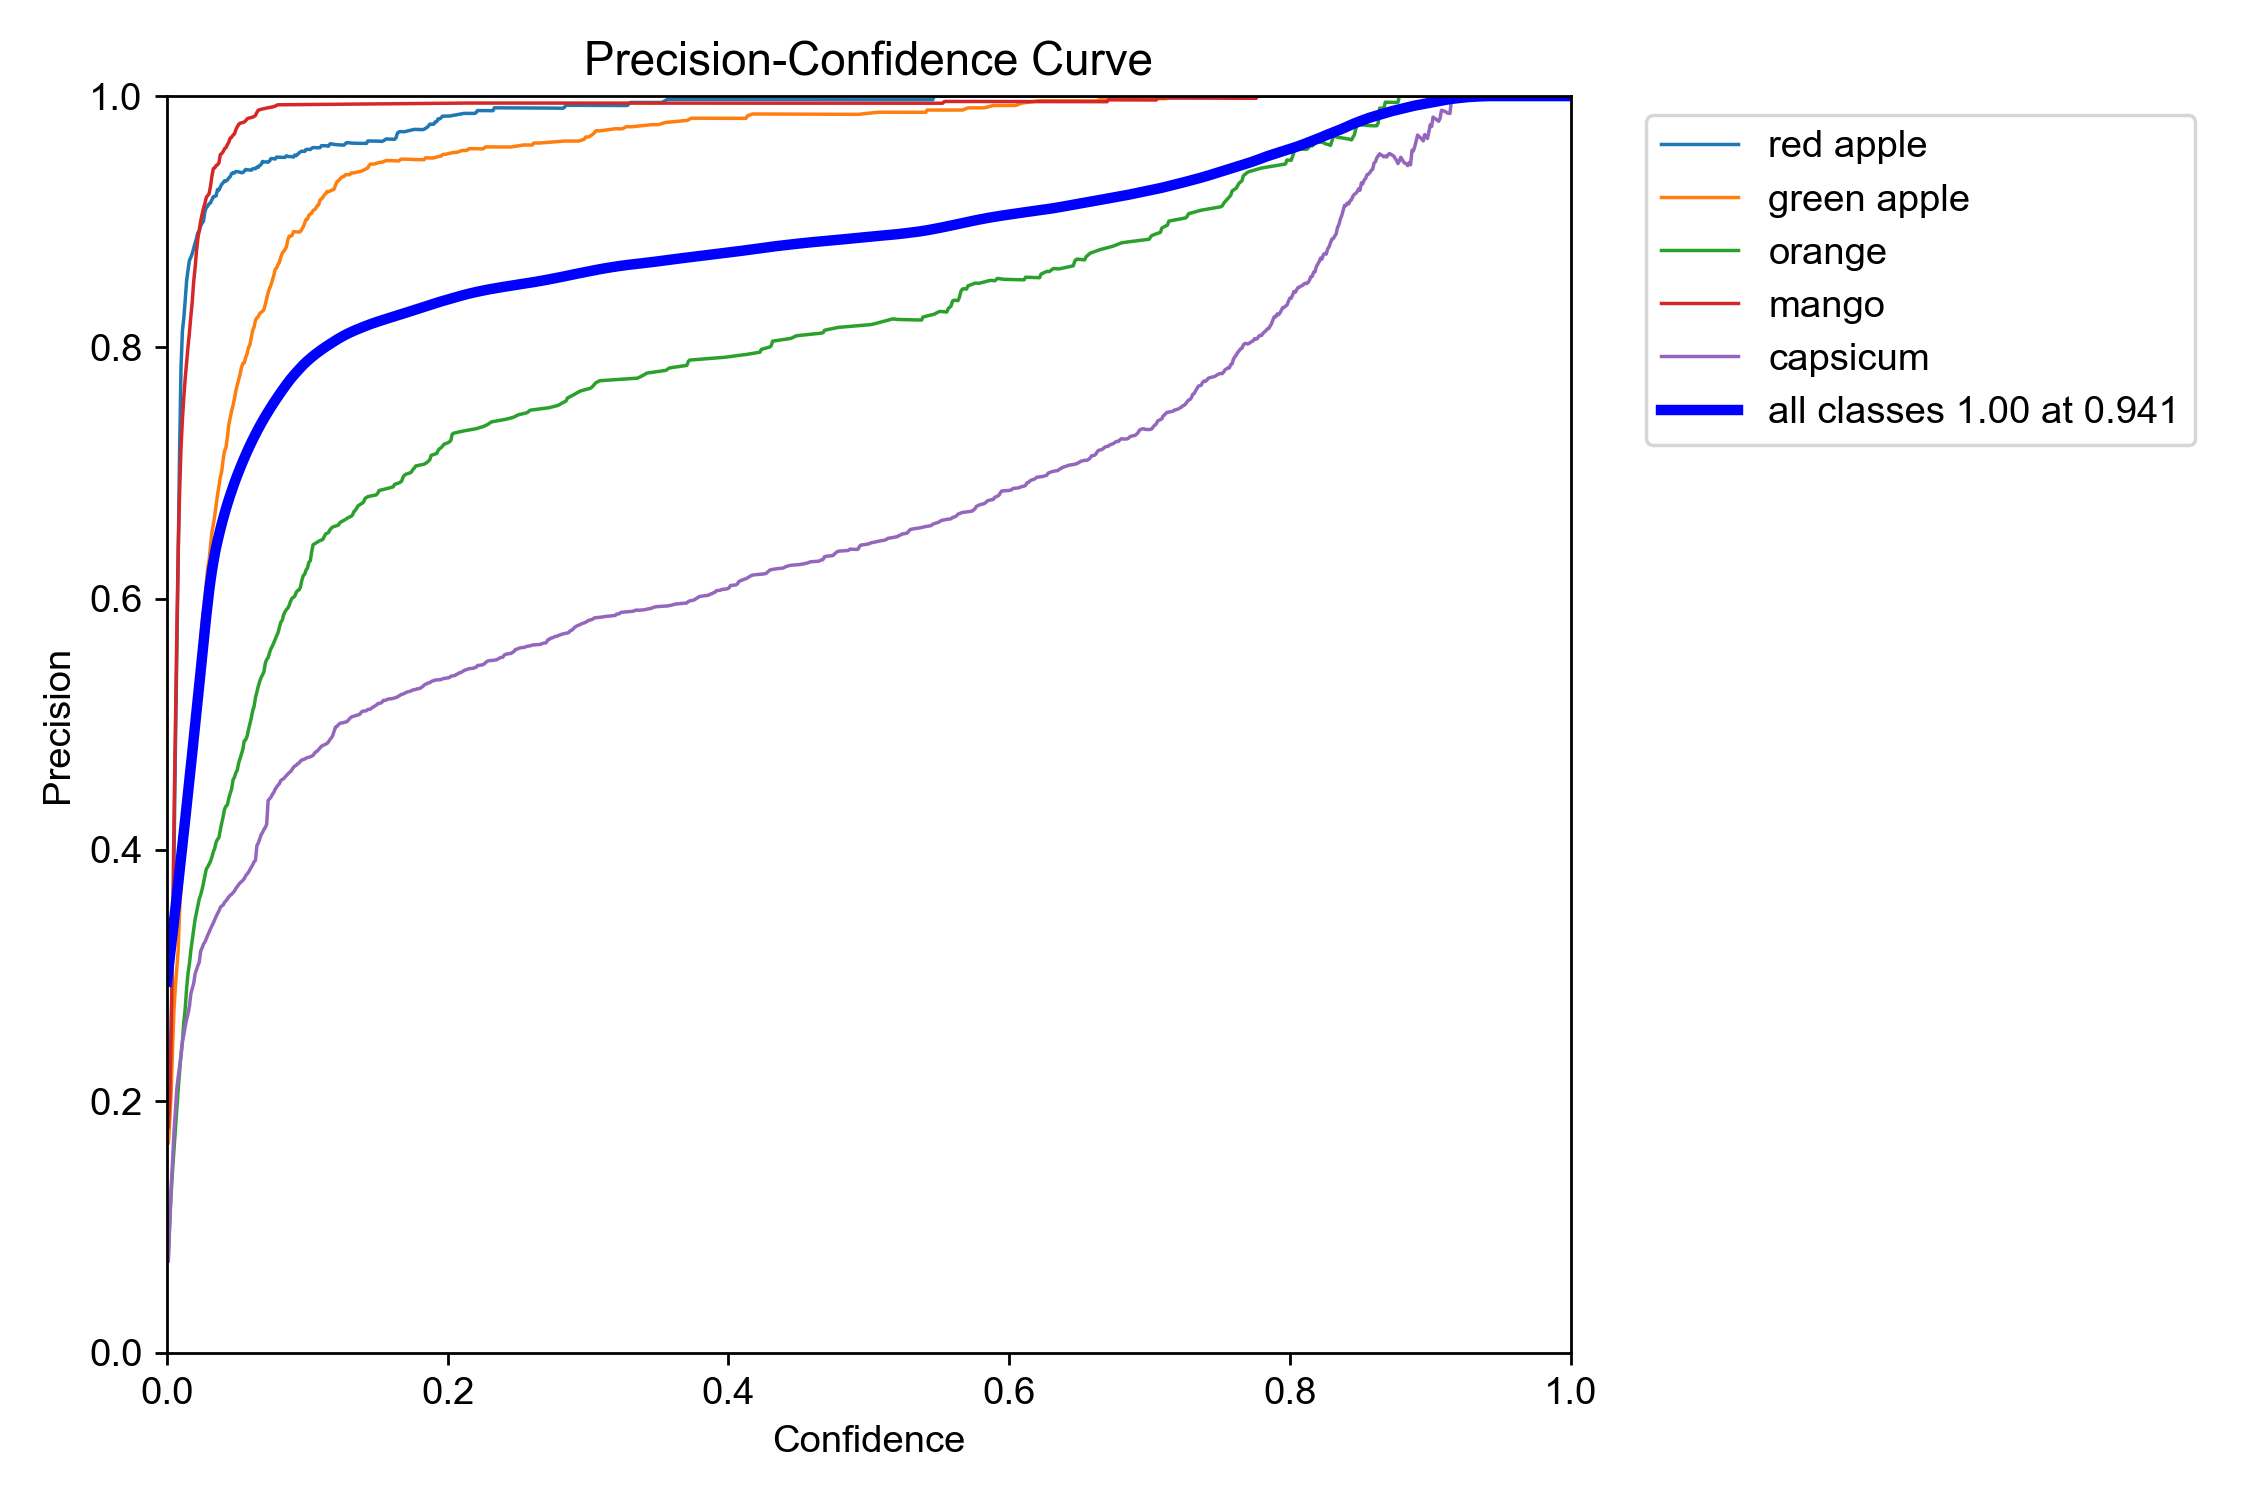 Precision-Confidence Curve
1.0
0.8
0.6
0.4
0.2
0.0
Precision
0.0 0.2 0.4 0.6 0.8 1.0
Confidence
red apple
green apple
orange
mango
capsicum
all classes 1.00 at 0.941